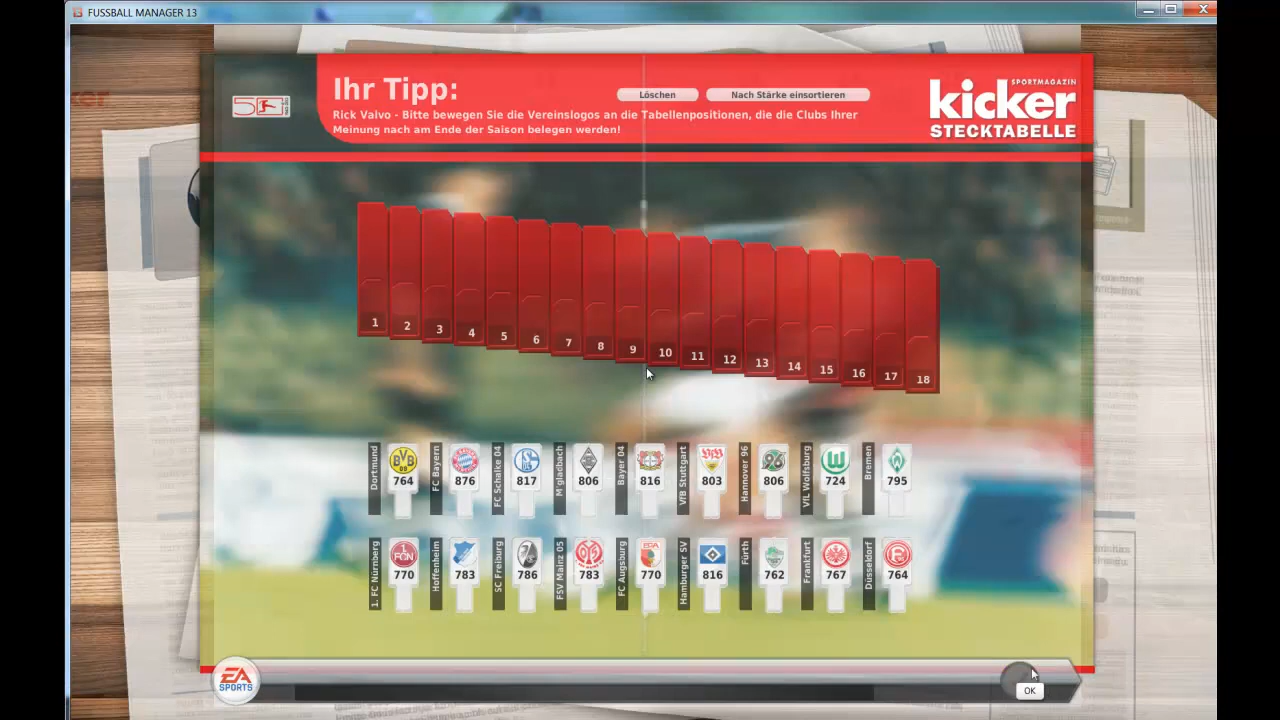 FUSSBALL MANAGER 13
Ihr Tipp:
Löschen
Nach Stärke einsortieren
Rick Valvo - Bitte bewegen Sie die Vereinslogos an die Tabellenpositionen, die die Clubs Ihrer
Meinung nach am Ende der Saison belegen werden!
SPORTMAGAZIN
kicker
STECKTABELLE
1 2 3 4 5 6 7 8 9 10 11 12 13 14 15 16 17 18
Dortmund 764
FC Bayern 876
FC Schalke 04 817
M'gladbach 806
Bayer 04 816
VfB Stuttgart 803
Hannover 96 806
VfL Wolfsburg 724
Bremen 795
1. FC Nürnberg 770
Hoffenheim 783
SC Freiburg 786
FSV Mainz 05 783
FC Augsburg 770
Hamburger SV 816
Fürth 762
Frankfurt 767
Düsseldorf 764
EA
SPORTS
OK